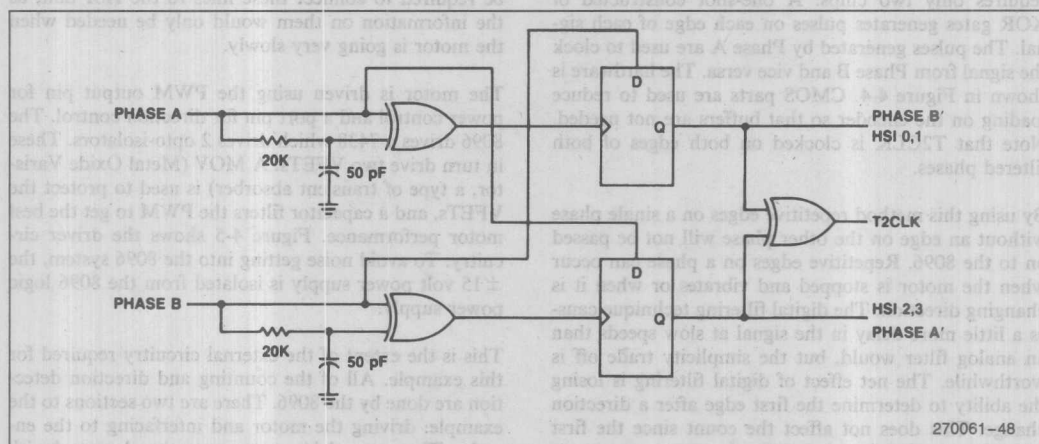 requires only two chips. A one-shot constructed of
XOR gates generates pulses on each edge of each sig-
nal. The pulses generated by Phase A are used to clock
the signal from Phase B and vice versa. The hardware is
shown in Figure 4-4. CMOS parts are used to reduce
loading on the encoder so that buffers are not needed.
Note that T2CLK is clocked on both edges of both
filtered phases.
By using this method repetitive edges on a single phase
without an edge on the other phase will not be passed
on to the 8096. Repetitive edges on a phase can occur
when the motor is stopped and vibrates or when it is
changing direction. The digital filtering technique caus-
es a little more delay in the signal at slow speeds than
an analog filter would, but the simplicity trade off is
worthwhile. The net effect of digital filtering is losing
the ability to determine the first edge after a direction
change. This does not affect the count since the first
be required to connect these lines to the
the information on them would only be needed when
the motor is going very slowly.
The motor is driven using the PWM output pin for
power control and a port pin for direction control. The
8096 drives a 7438 which drives 2 opto-isolators. These
in turn drive two VFETs. A MOV (Metal Oxide Varis-
tor, a type of transient absorber) is used to protect the
VFETs, and a capacitor filters the PWM to get the best
motor performance. Figure 4-5 shows the driver cir-
cuitry. To avoid noise getting into the 8096 system, the
±15 volt power supply is isolated from the 8096 logic
power supply.
This is the extent of the external circuitry required for
this example. All of the counting and direction detec-
tion are done by the 8096. There are two sections to the
example: driving the motor and interfacing to the en-
PHASE A
20K
50 pF
D
Q
PHASE B'
HSI 0,1
T2CLK
PHASE B
20K
50 pF
D
Q
HSI 2,3
PHASE A'
270061–48